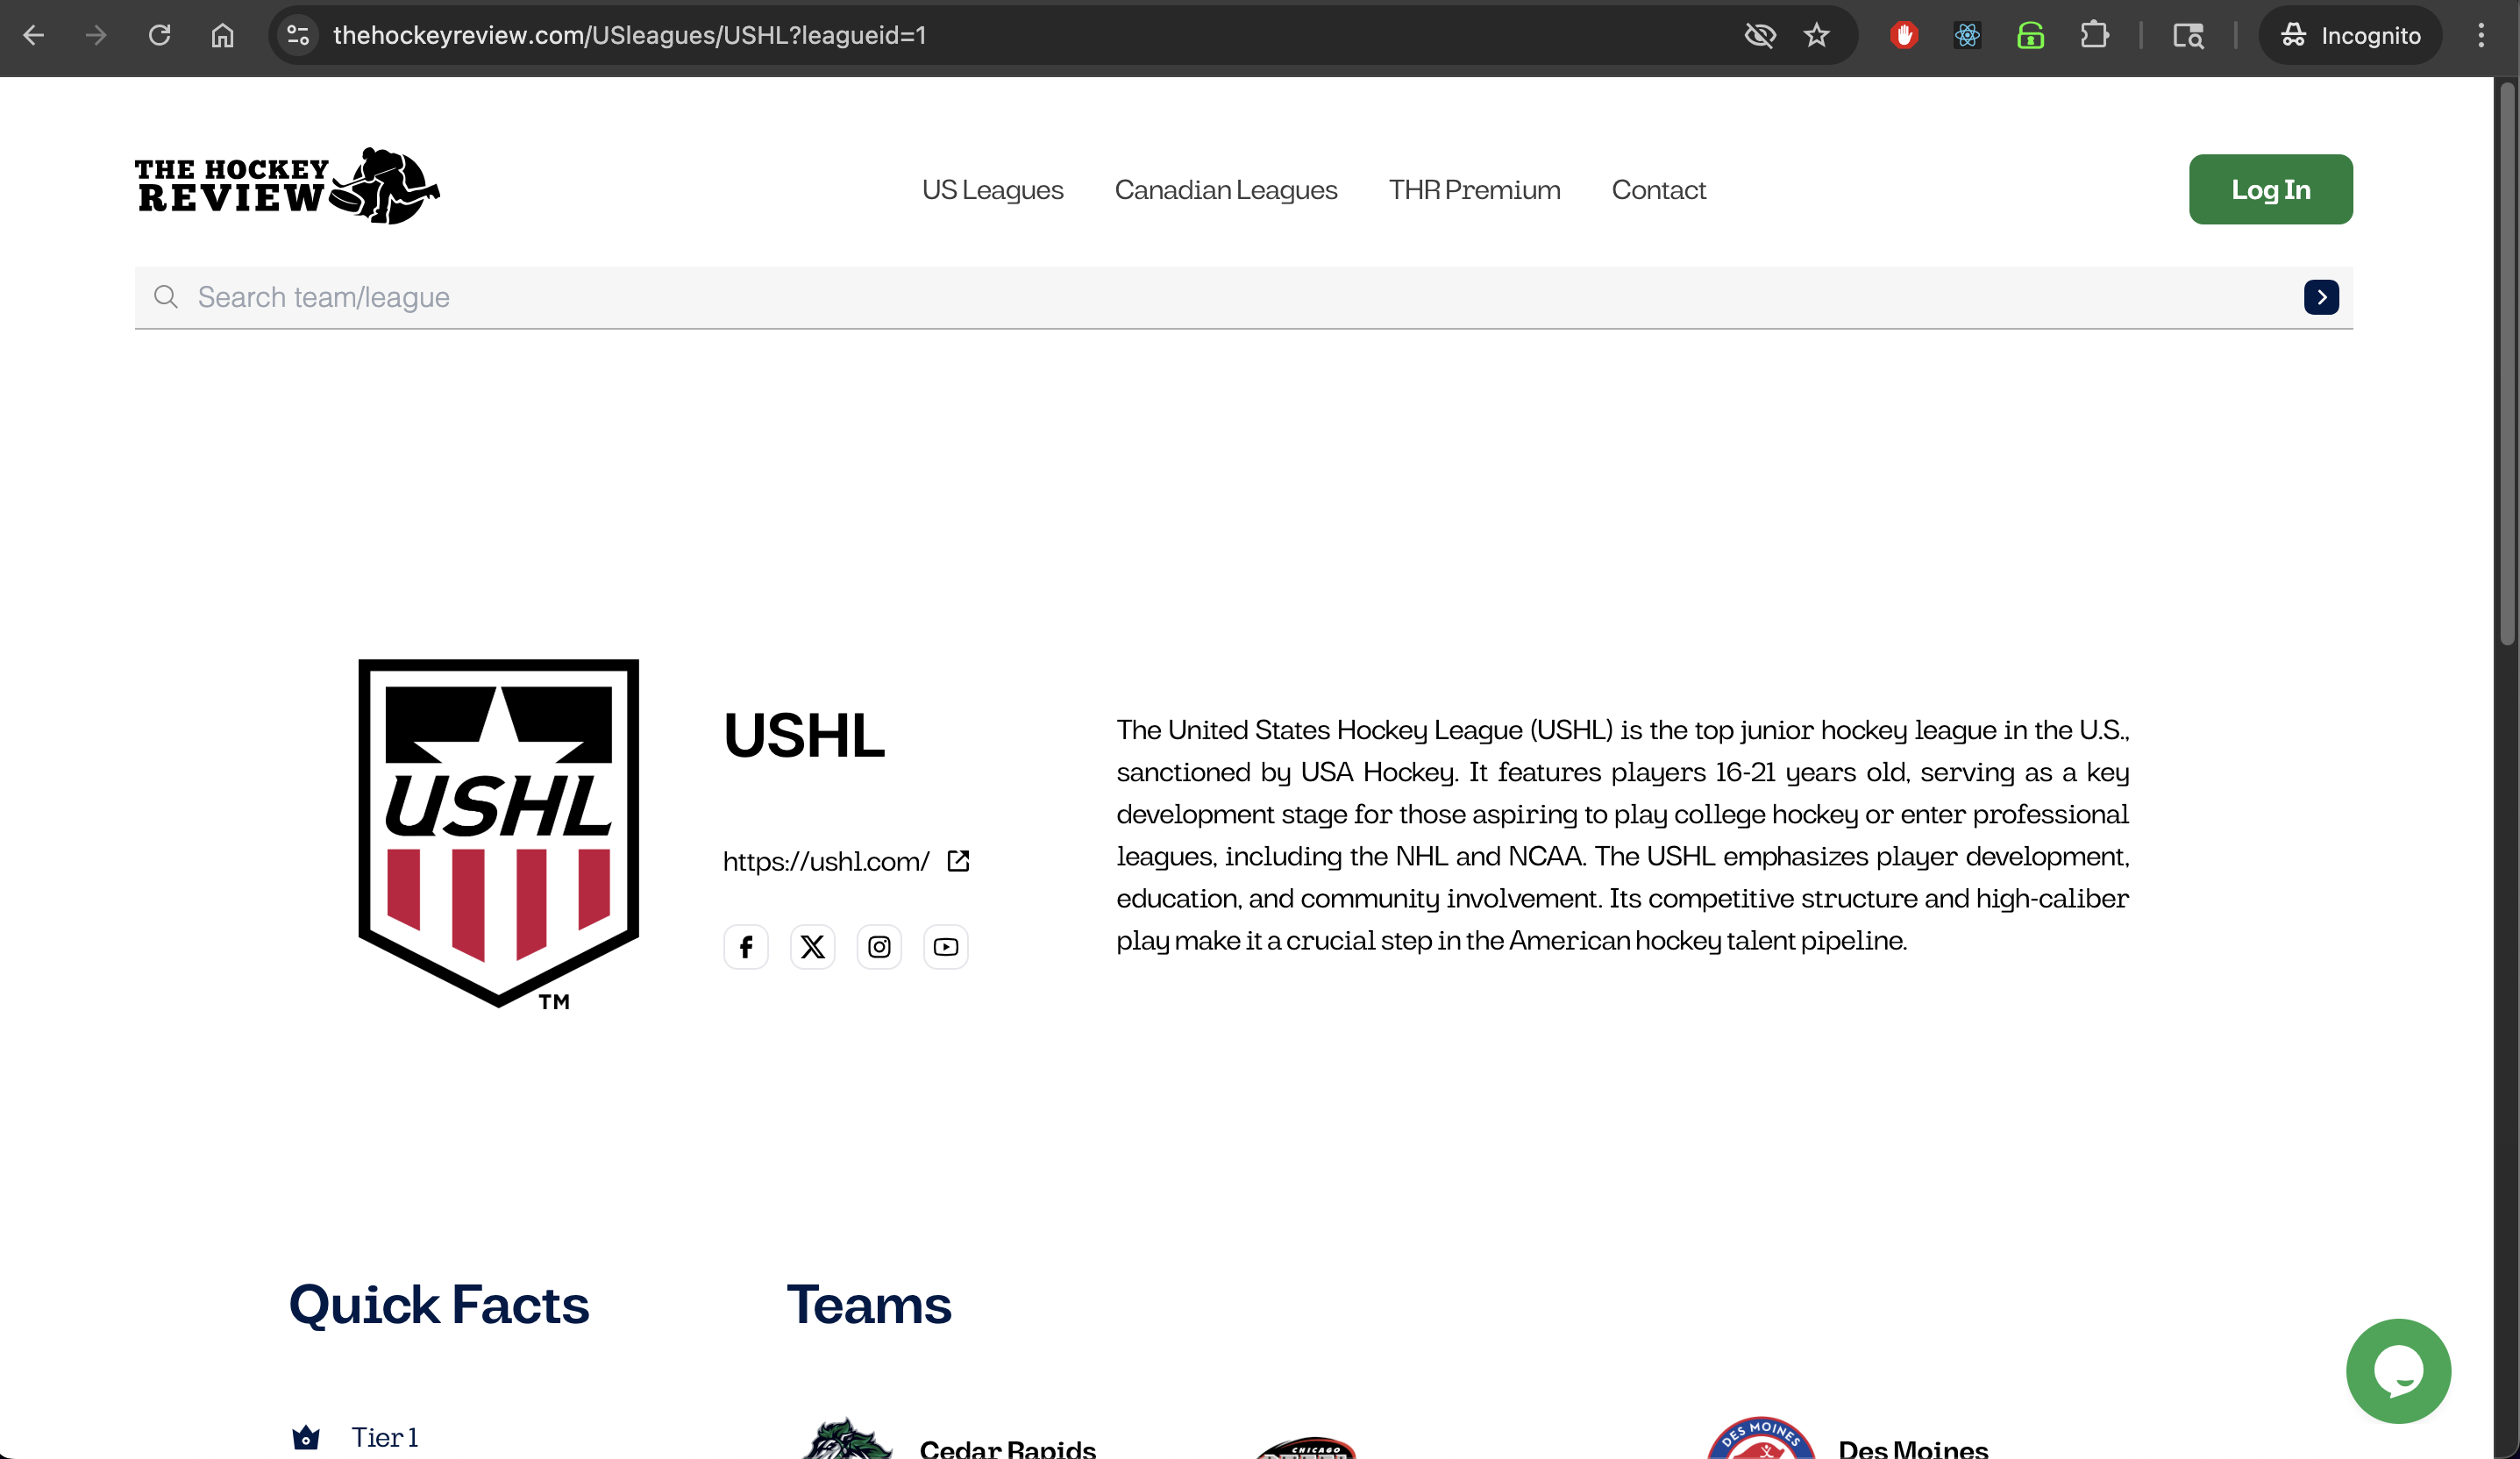 thehockeyreview.com/USleagues/USHL?leagueid=1
Incognito
THE HOCKEY
REVIEW
US Leagues
Canadian Leagues
THR Premium
Contact
Log In
Search team/league
USHL
TM
USHL
https://ushl.com/
The United States Hockey League (USHL) is the top junior hockey league in the U.S.,
sanctioned by USA Hockey. It features players 16-21 years old, serving as a key
development stage for those aspiring to play college hockey or enter professional
leagues, including the NHL and NCAA. The USHL emphasizes player development,
education, and community involvement. Its competitive structure and high-caliber
play make it a crucial step in the American hockey talent pipeline.
Quick Facts
Teams
Tier 1
Cedar Rapids
CHICAGO
DES MOINES
Des Moines